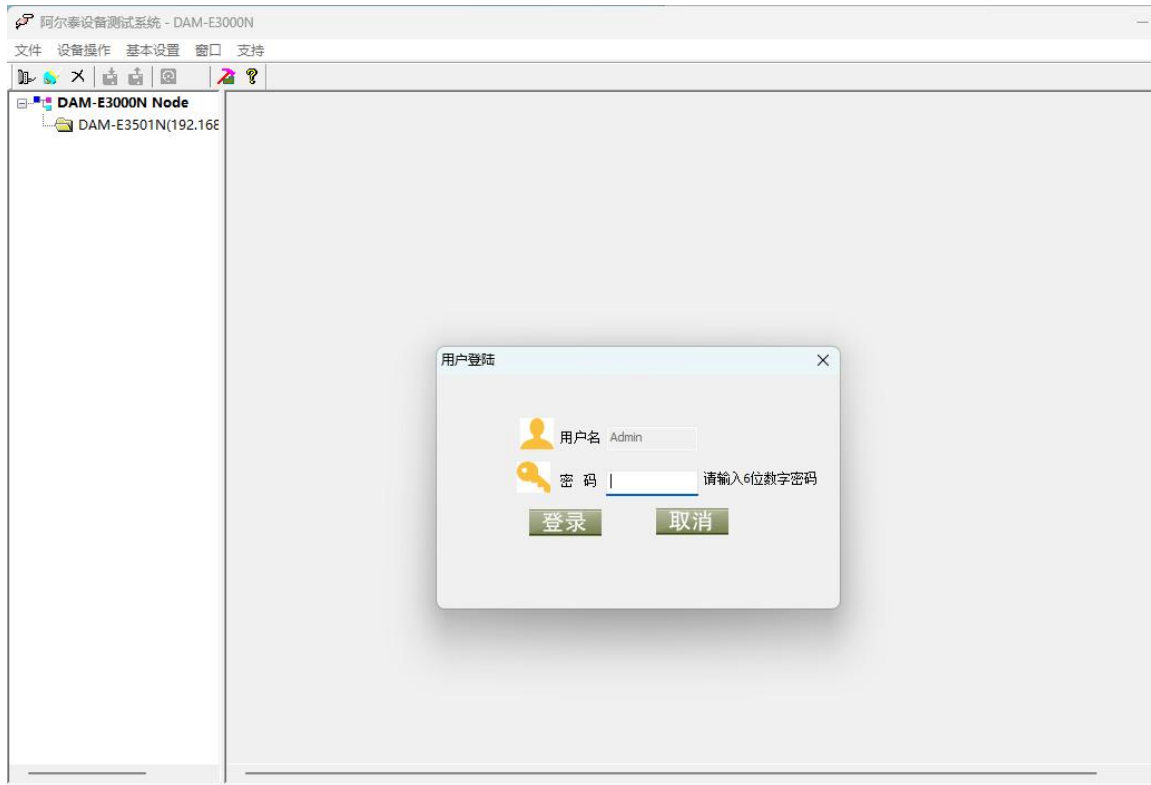 阿尔泰设备测试系统 - DAM-E3000N
文件 设备操作 基本设置 窗口 支持
DAM-E3000N Node
DAM-E3501N(192.168
用户登陆
用户名 Admin
密 码 请输入6位数字密码
登录 取消